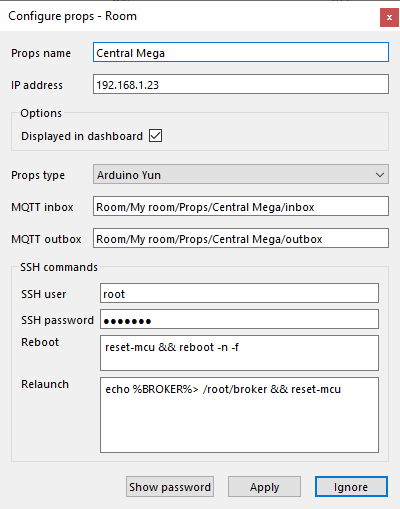 Configure props - Room
x
Props name Central Mega
IP address 192.168.1.23
Options
Displayed in dashboard
Props type Arduino Yun
MQTT inbox Room/My room/Props/Central Mega/inbox
MQTT outbox Room/My room/Props/Central Mega/outbox
SSH commands
SSH user root
SSH password ●●●●●●●
Reboot reset-mcu && reboot -n -f
Relaunch echo %BROKER%> /root/broker && reset-mcu
Show password Apply Ignore